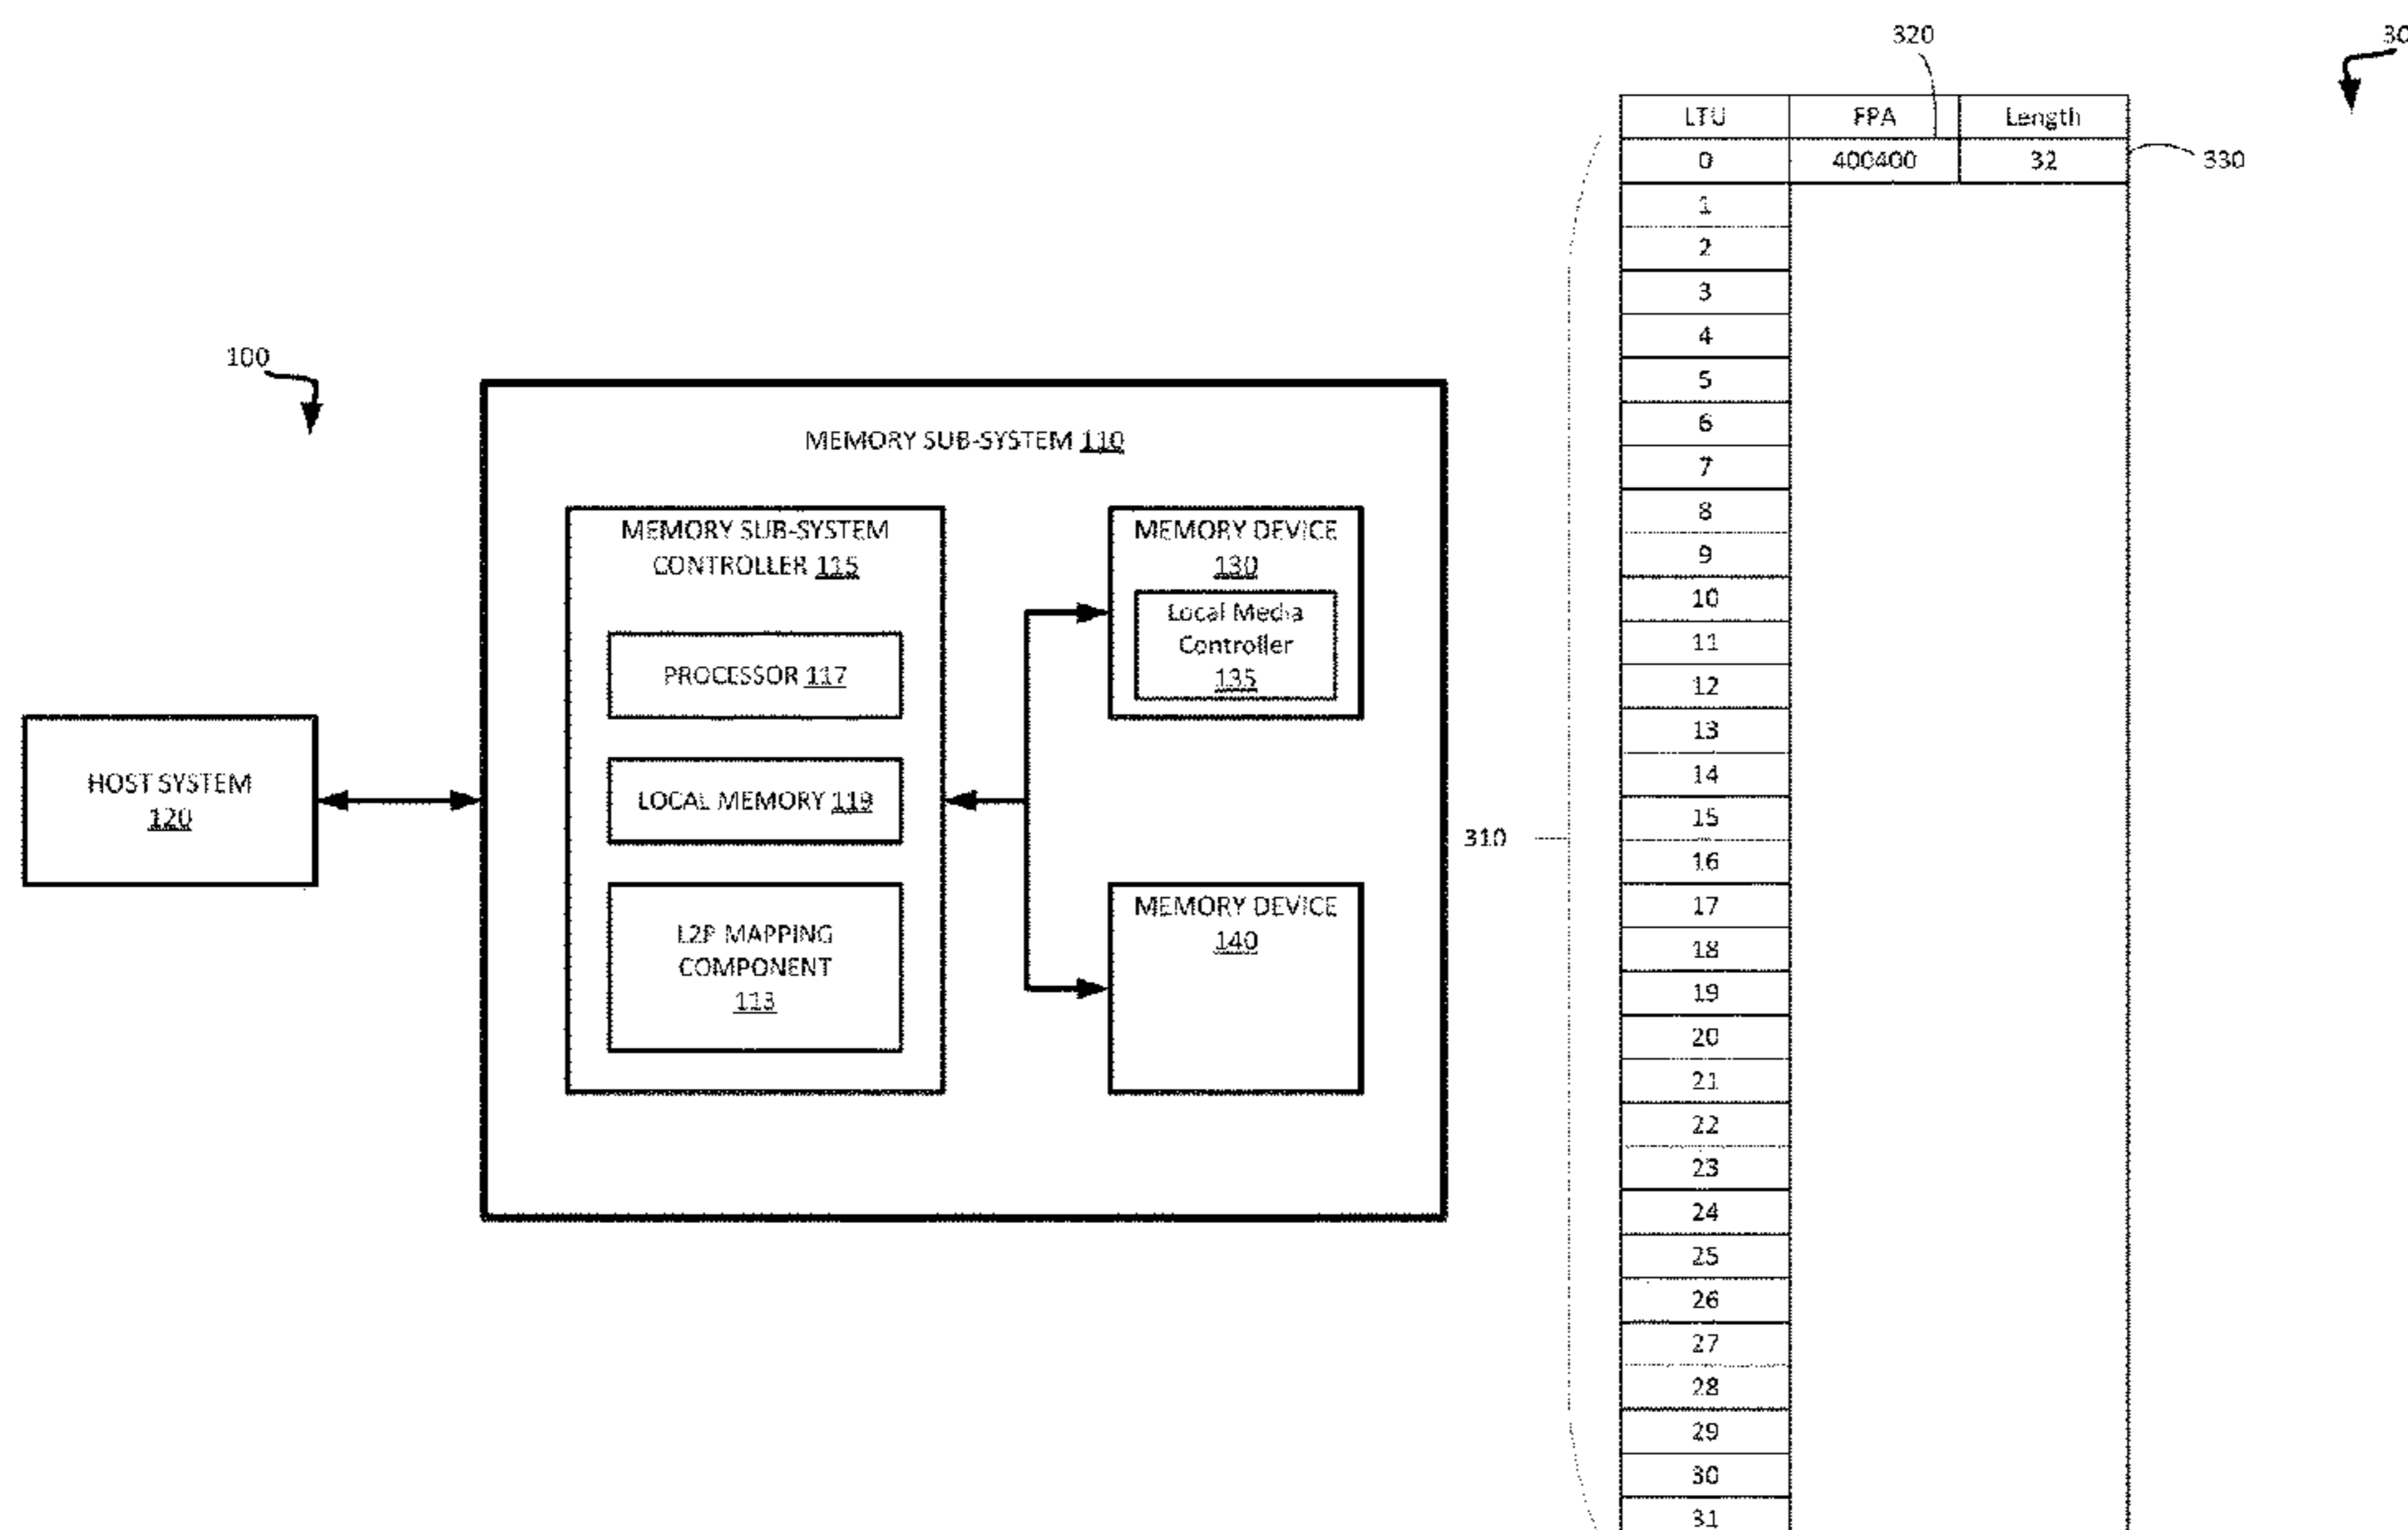 100
HOST SYSTEM
120
MEMORY SUB-SYSTEM 110
MEMORY SUB-SYSTEM
CONTROLLER 115
PROCESSOR 117
LOCAL MEMORY 119
L2P MAPPING
COMPONENT
113
MEMORY DEVICE
130
Local Media
Controller
135
MEMORY DEVICE
140
320
30
LTU FPA Length
0 400400 32
330
1
2
3
4
5
6
7
8
9
10
11
12
13
14
15
310
16
17
18
19
20
21
22
23
24
25
26
27
28
29
30
31